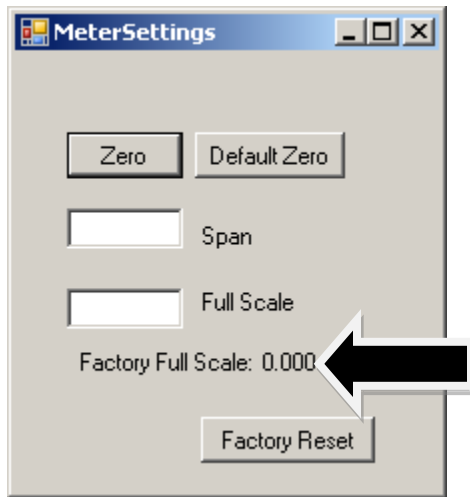 MeterSettings
Zero Default Zero
Span
Full Scale
Factory Full Scale: 0.000
Factory Reset